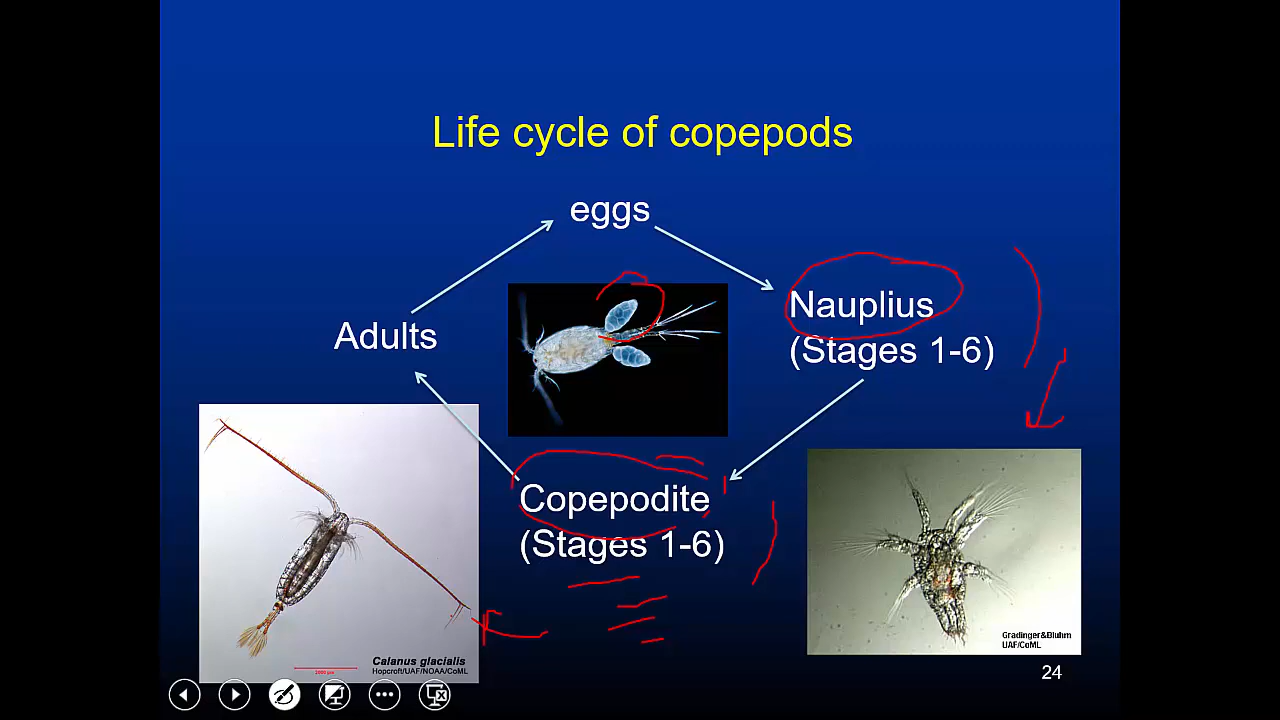 Life cycle of copepods
eggs
Nauplius
(Stages 1-6)
Adults
Copepodite
(Stages 1-6)
Calanus glacialis
Hopcroft/UAF/NOAA/CoML
Gradinger&Bluhm
UAF/CoML
24